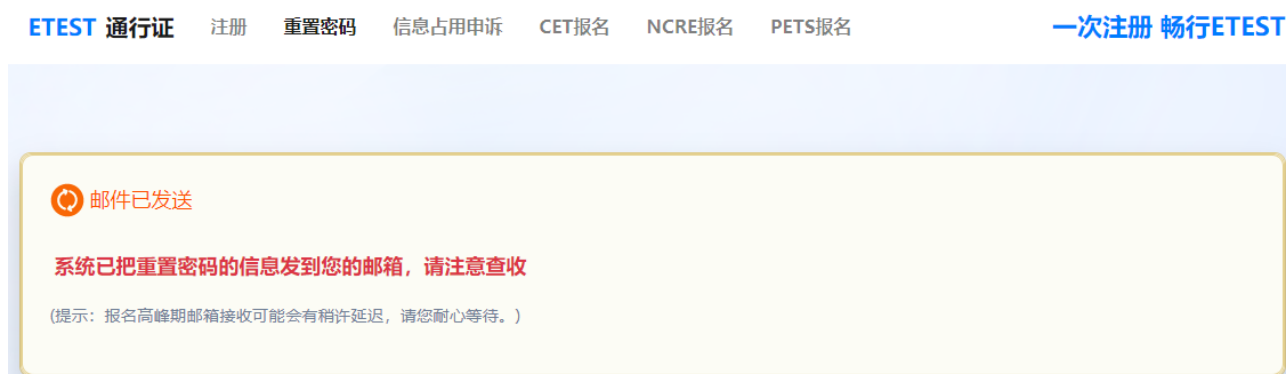 ETEST 通行证 注册 重置密码 信息占用申诉 CET报名 NCRE报名 PETS报名 一次注册 畅行ETEST
邮件已发送
系统已把重置密码的信息发到您的邮箱，请注意查收
(提示：报名高峰期邮箱接收可能会有稍许延迟，请您耐心等待。)